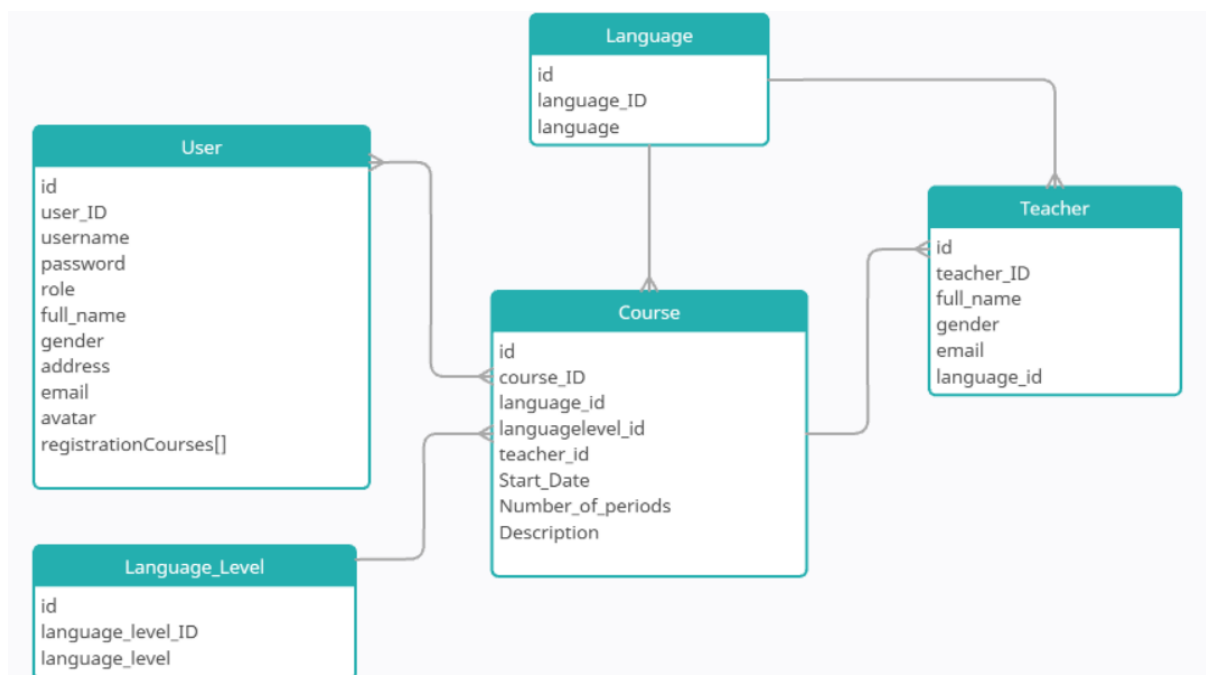 Language
id
language_ID
language
User
id
user_ID
username
password
role
full_name
gender
address
email
avatar
registrationCourses[]
Teacher
id
teacher_ID
full_name
gender
email
language_id
Course
id
course_ID
language_id
languagelevel_id
teacher_id
Start_Date
Number_of_periods
Description
Language_Level
id
language_level_ID
language_level